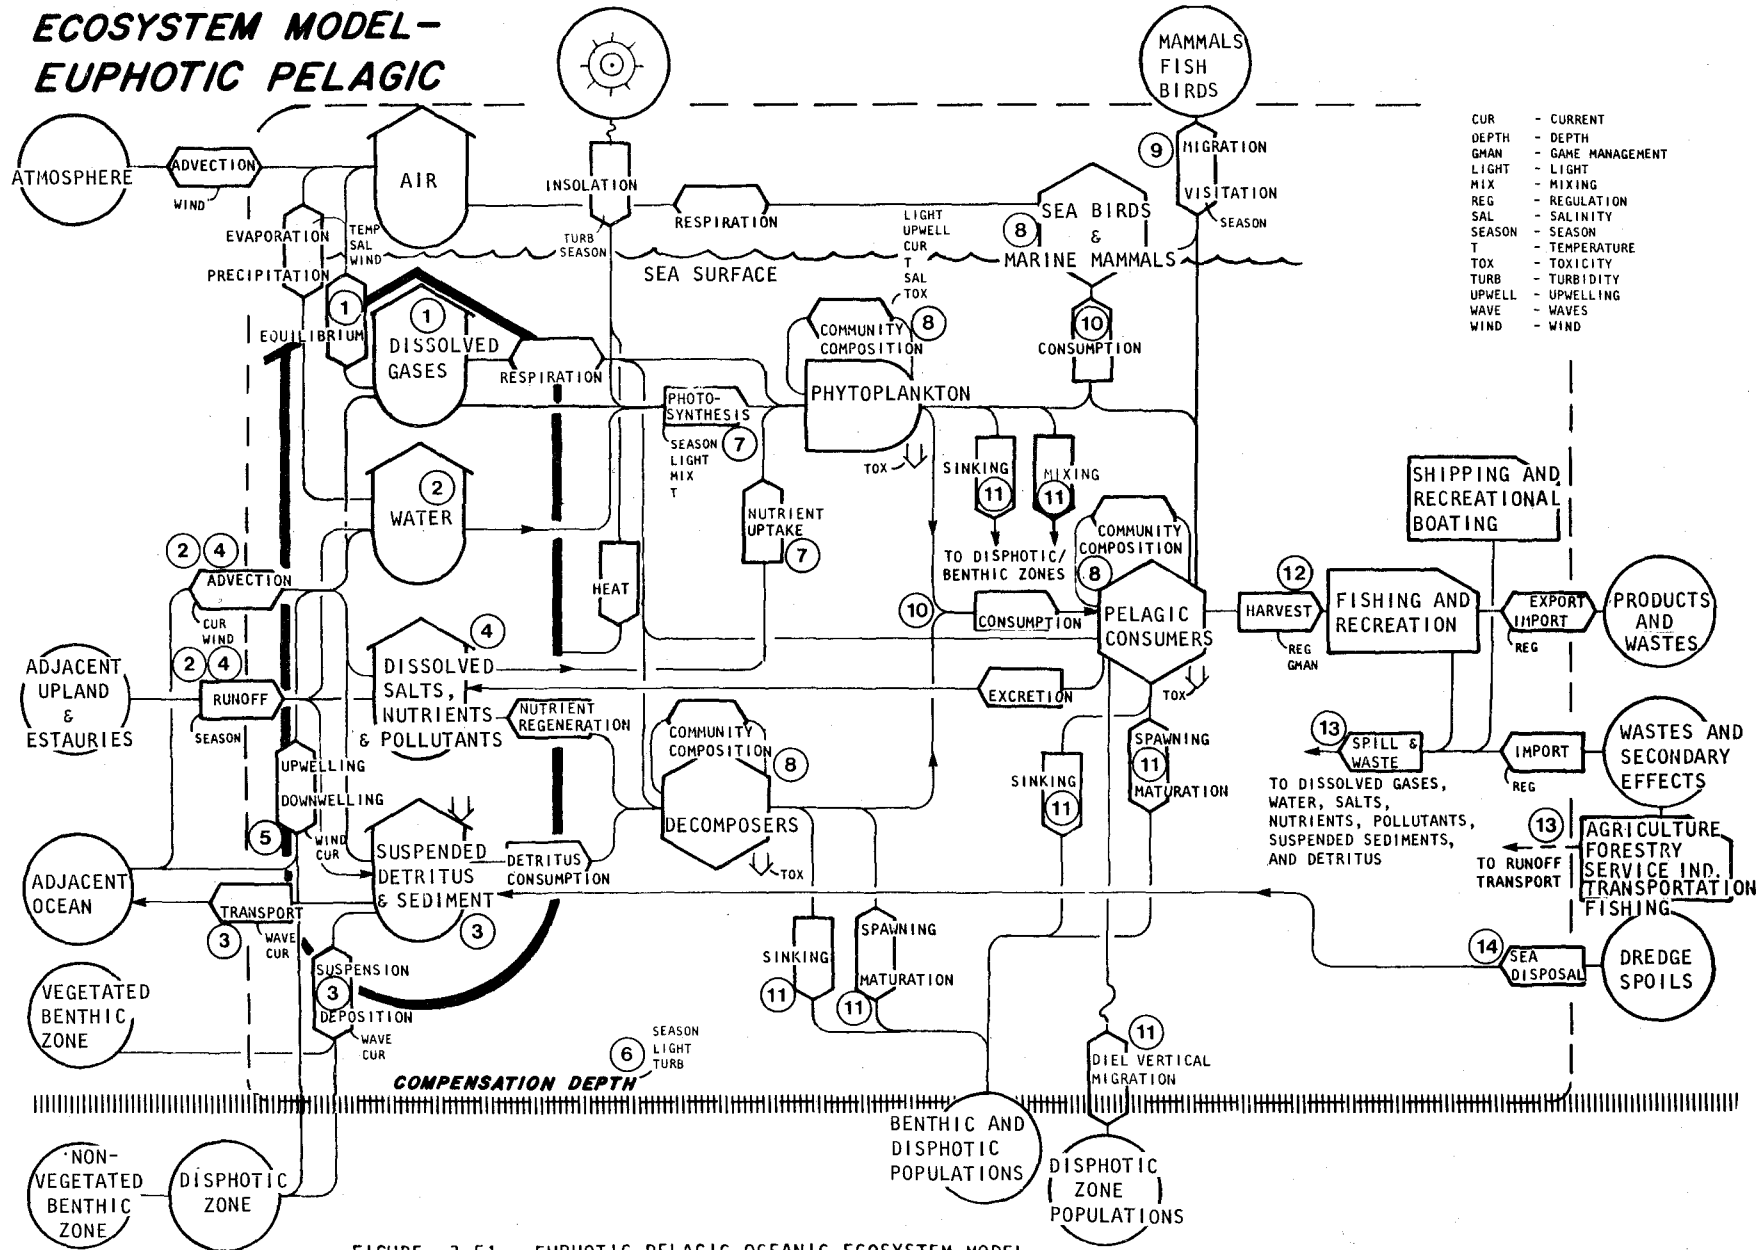 ECOSYSTEM MODEL-
EUPHOTIC PELAGIC
MAMMALS
FISH
BIRDS
CUR - CURRENT
DEPTH - DEPTH
GMAN - GAME MANAGEMENT
LIGHT - LIGHT
MIX - MIXING
REG - REGULATION
SAL - SALINITY
SEASON - SEASON
T - TEMPERATURE
TOX - TOXICITY
TURB - TURBIDITY
UPWELL - UPWELLING
WAVE - WAVES
WIND - WIND
ATMOSPHERE
ADVECTION
WIND
AIR
INSOLATION
TURB
SEASON
RESPIRATION
LIGHT
UPWELL
CUR
T
SAL
TOX
8
SEA BIRDS
&
MARINE MAMMALS
9
MIGRATION
VISITATION
SEASON
EVAPORATION
PRECIPITATION
TEMP
SAL
WIND
SEA SURFACE
1
EQUILIBRIUM
1
DISSOLVED
GASES
RESPIRATION
COMMUNITY
COMPOSITION
8
10
CONSUMPTION
PHOTO-
SYNTHESIS
7
SEASON
LIGHT
MIX
T
PHYTOPLANKTON
TOX
SINKING
11
MIXING
11
TO DISPHOTIC/
BENTHIC ZONES
2
WATER
NUTRIENT
UPTAKE
7
HEAT
COMMUNITY
COMPOSITION
8
SHIPPING AND
RECREATIONAL
BOATING
2 4
ADVECTION
CUR
WIND
10
CONSUMPTION
PELAGIC
CONSUMERS
TOX
12
HARVEST
REG
GMAN
FISHING AND
RECREATION
EXPORT
IMPORT
REG
PRODUCTS
AND
WASTES
ADJACENT
UPLAND
&
ESTAURIES
2 4
RUNOFF
SEASON
4
DISSOLVED
SALTS,
NUTRIENTS
& POLLUTANTS
NUTRIENT
REGENERATION
EXCRETION
COMMUNITY
COMPOSITION
8
DECOMPOSERS
TOX
UPWELLING
DOWNWELLING
5
WIND
CUR
SINKING
11
SPAWNING
11
MATURATION
13
SPILL &
WASTE
TO DISSOLVED GASES,
WATER, SALTS,
NUTRIENTS, POLLUTANTS,
SUSPENDED SEDIMENTS,
AND DETRITUS
IMPORT
REG
WASTES AND
SECONDARY
EFFECTS
13
TO RUNOFF
TRANSPORT
AGRICULTURE
FORESTRY
SERVICE IND.
TRANSPORTATION
FISHING
ADJACENT
OCEAN
TRANSPORT
3
WAVE
CUR
SUSPENDED
DETRITUS
& SEDIMENT
3
DETRITUS
CONSUMPTION
SINKING
11
SPAWNING
MATURATION
11
14
SEA
DISPOSAL
DREDGE
SPOILS
VEGETATED
BENTHIC
ZONE
SUSPENSION
3
DEPOSITION
WAVE
CUR
COMPENSATION DEPTH
6
SEASON
LIGHT
TURB
11
DIEL VERTICAL
MIGRATION
NON-
VEGETATED
BENTHIC
ZONE
DISPHOTIC
ZONE
BENTHIC AND
DISPHOTIC
POPULATIONS
DISPHOTIC
ZONE
POPULATIONS
FIGURE 3-51 EUPHOTIC PELAGIC OCEANIC ECOSYSTEM MODEL